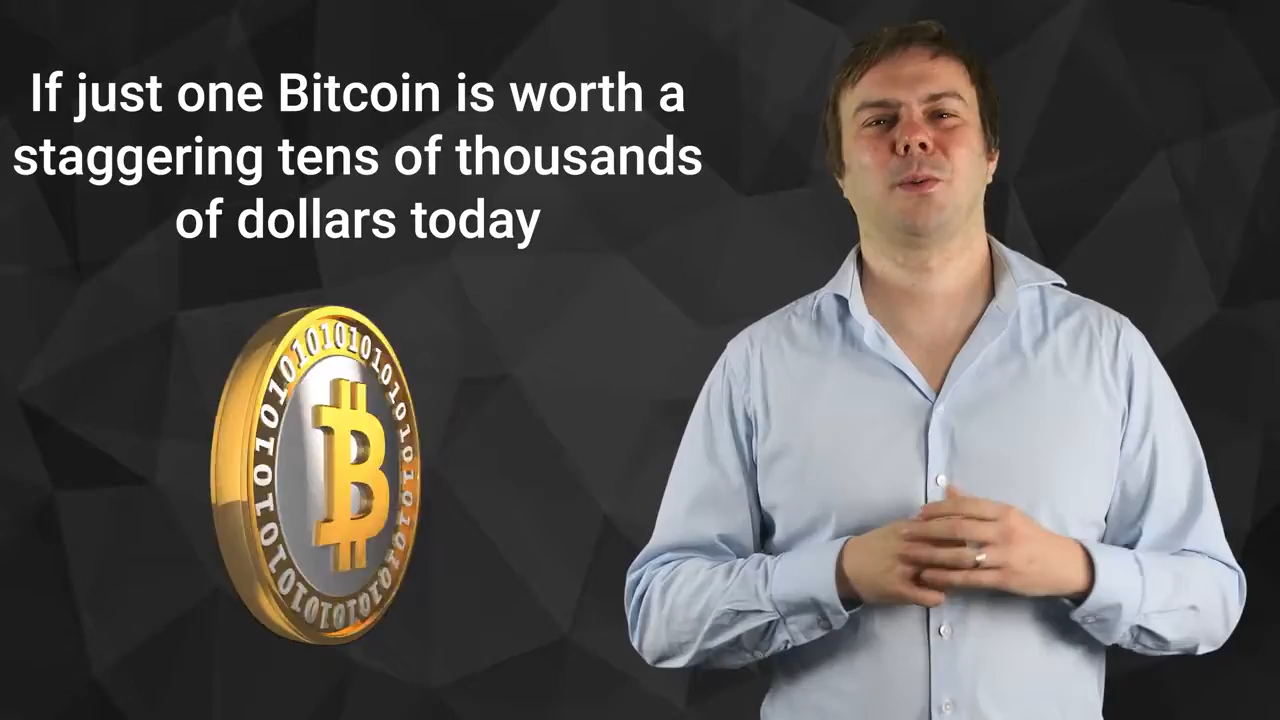 If just one Bitcoin is worth a
staggering tens of thousands
of dollars today